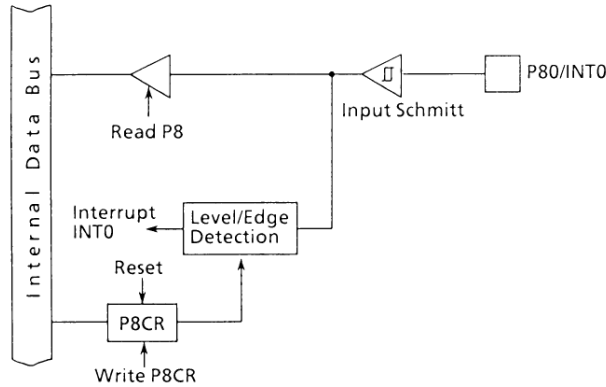 Internal Data Bus
P80/INT0
Input Schmitt
Read P8
Interrupt
INT0
Level/Edge
Detection
Reset
P8CR
Write P8CR